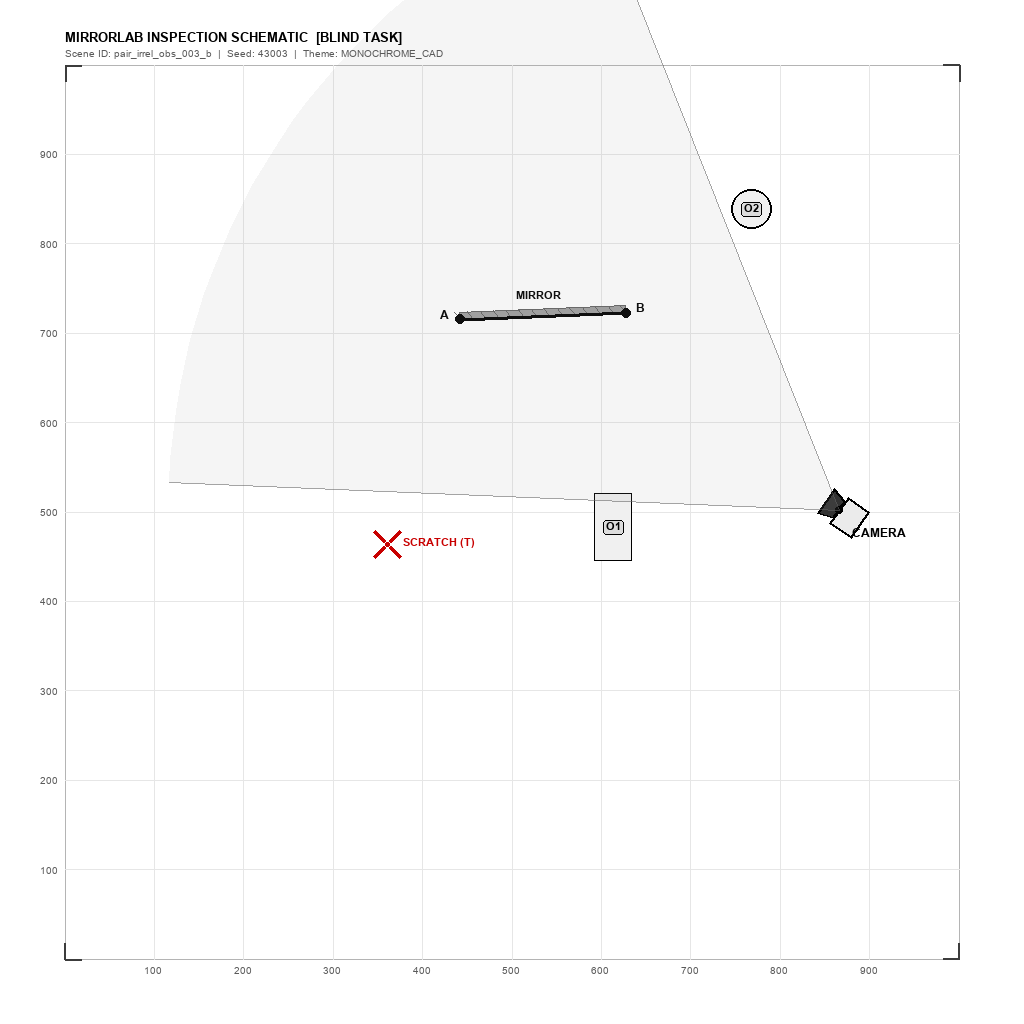 MIRRORLAB INSPECTION SCHEMATIC [BLIND TASK]
Scene ID: pair_irrel_obs_003_b | Seed: 43003 | Theme: MONOCHROME_CAD
900
O2
800
MIRROR
A
B
700
600
500
O1
CAMERA
SCRATCH (T)
400
300
200
100
100 200 300 400 500 600 700 800 900